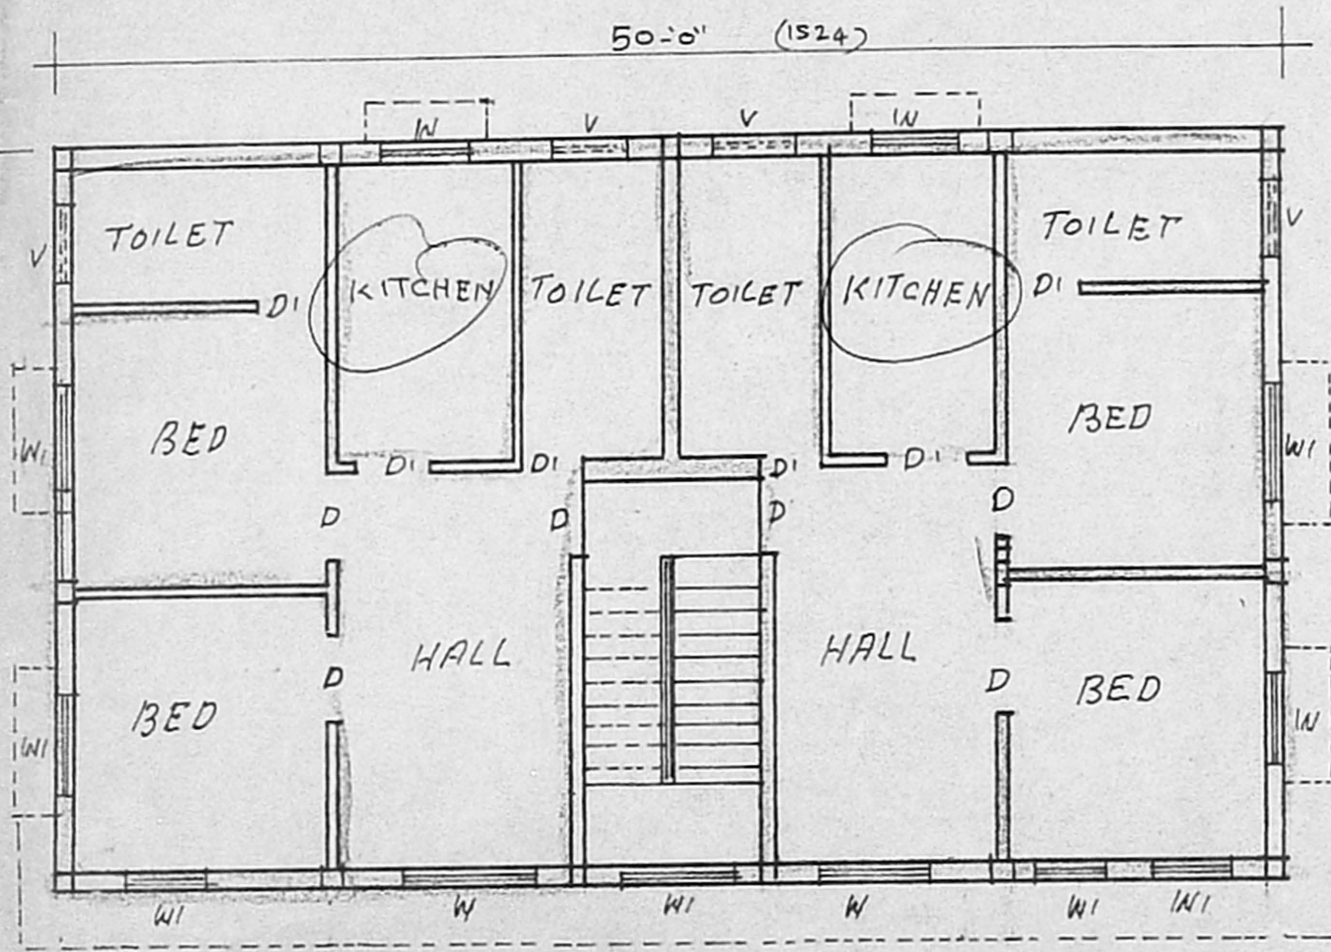 50'-0" (1524)
W V V W
TOILET TOILET
V V
KITCHEN TOILET TOILET KITCHEN
D1 D1
BED BED
W1 W1
D1 D1 D1 D1
D D D D
HALL HALL
D D
BED BED
W1 W
W1 W W1 W W1 W1